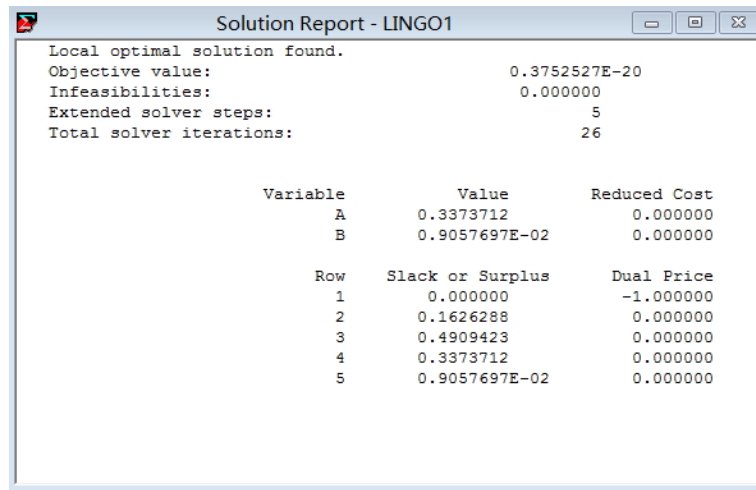 Solution Report - LINGO1
Local optimal solution found.
Objective value: 0.3752527E-20
Infeasibilities: 0.000000
Extended solver steps: 5
Total solver iterations: 26
Variable Value Reduced Cost
A 0.3373712 0.000000
B 0.9057697E-02 0.000000
Row Slack or Surplus Dual Price
1 0.000000 -1.000000
2 0.1626288 0.000000
3 0.4909423 0.000000
4 0.3373712 0.000000
5 0.9057697E-02 0.000000